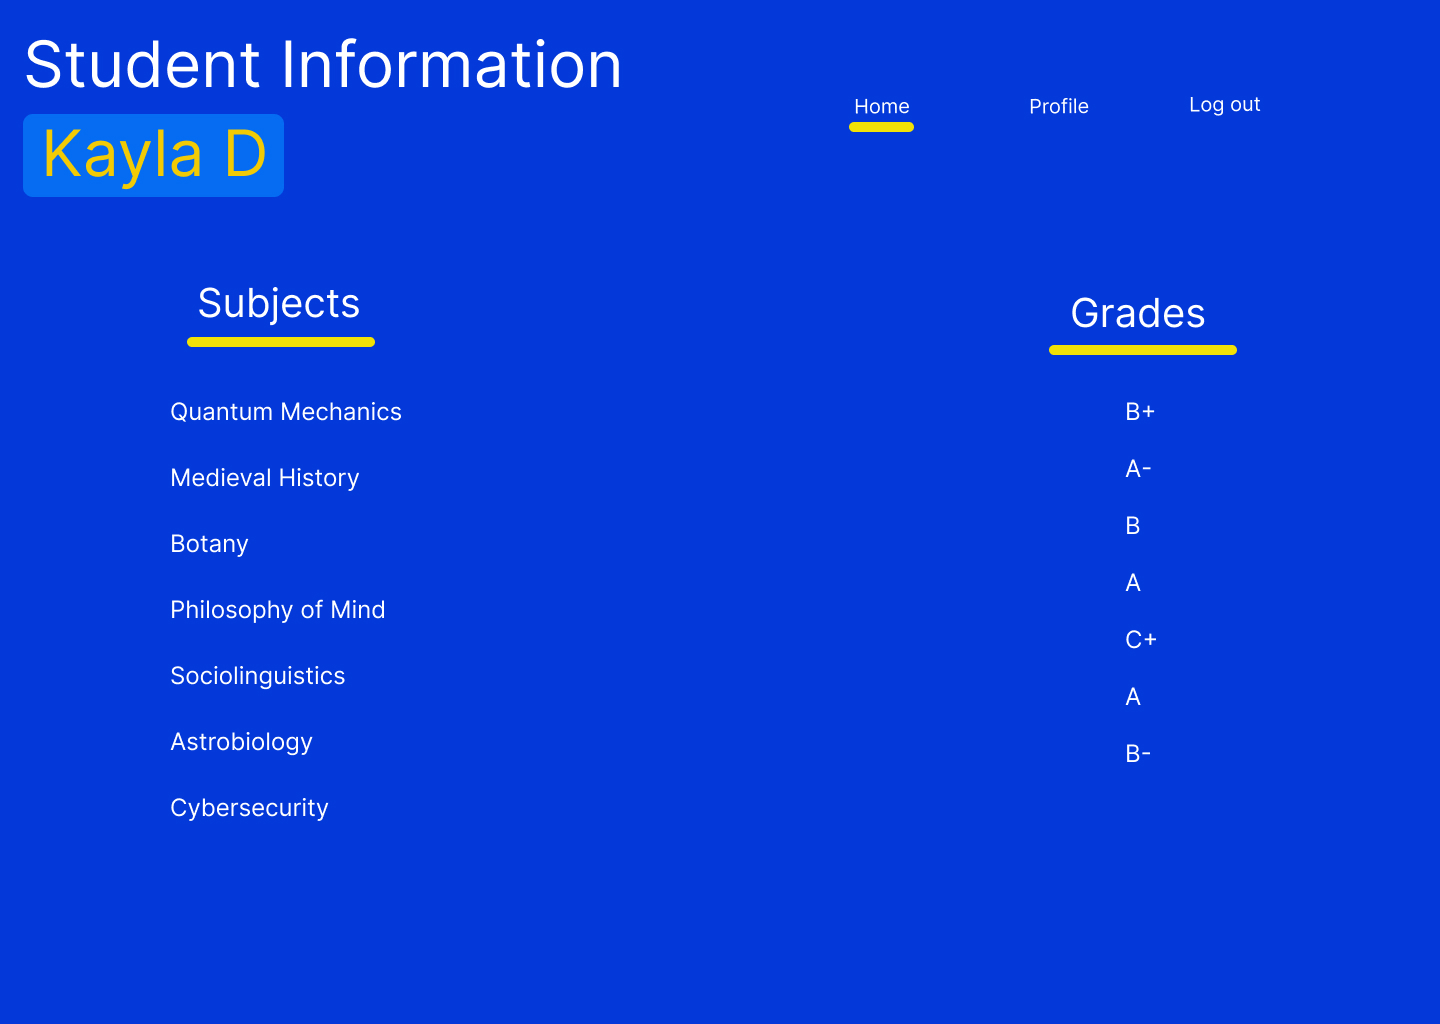 Student Information
Kayla D
Home
Profile
Log out
Subjects
Quantum Mechanics
Medieval History
Botany
Philosophy of Mind
Sociolinguistics
Astrobiology
Cybersecurity
Grades
B+
A-
B
A
C+
A
B-